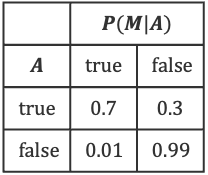 P(M|A)
A true false
true 0.7 0.3
false 0.01 0.99